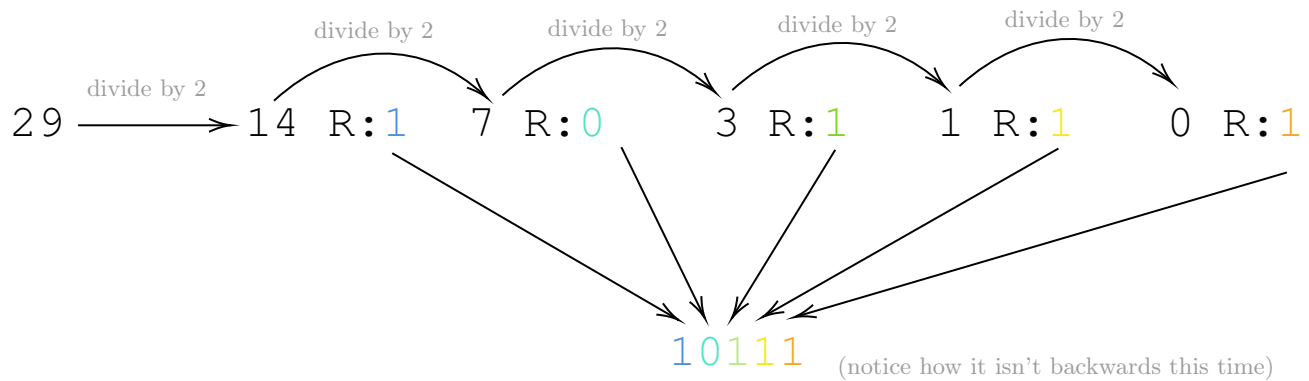 divide by 2 divide by 2 divide by 2 divide by 2
divide by 2
29 14 R:1 7 R:0 3 R:1 1 R:1 0 R:1
10111
(notice how it isn't backwards this time)